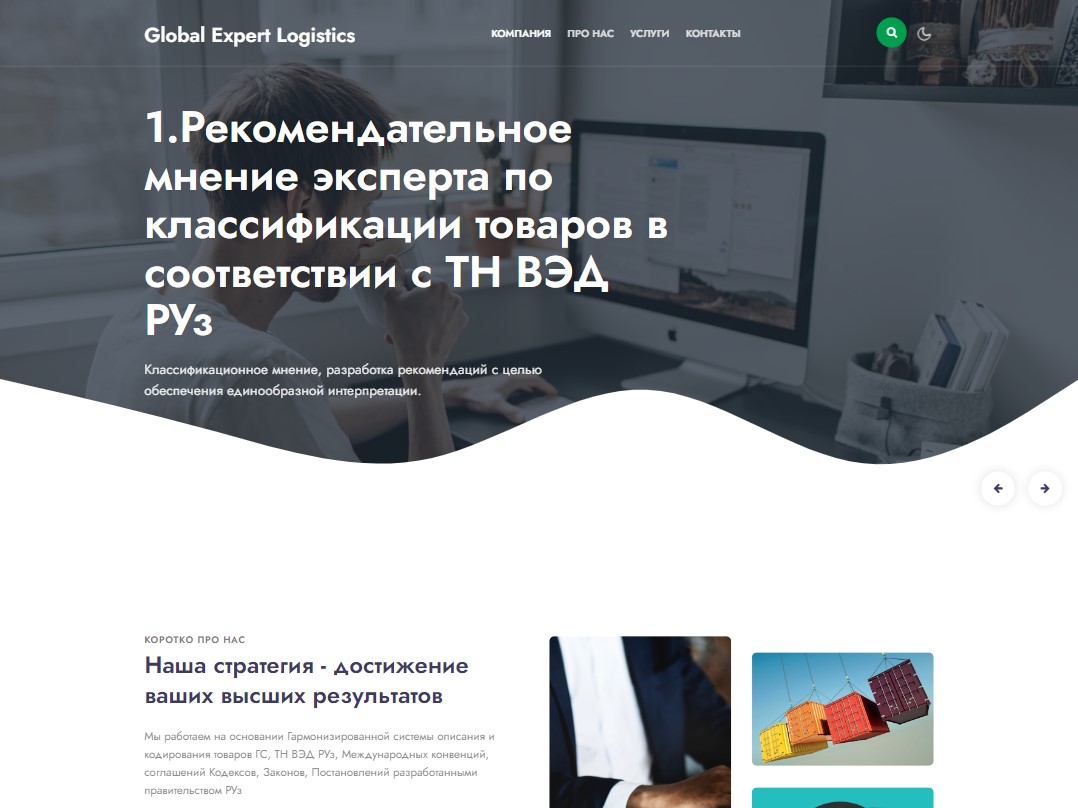 Global Expert Logistics
КОМПАНИЯ ПРО НАС УСЛУГИ КОНТАКТЫ
1.Рекомендательное
мнение эксперта по
классификации товаров в
соответствии с ТН ВЭД
РУз
Классификационное мнение, разработка рекомендаций с целью
обеспечения единообразной интерпретации.
КОРОТКО ПРО НАС
Наша стратегия - достижение
ваших высших результатов
Мы работаем на основании Гармонизированной системы описания и
кодирования товаров ГС, ТН ВЭД РУз, Международных конвенций,
соглашений Кодексов, Законов, Постановлений разработанными
правительством РУз